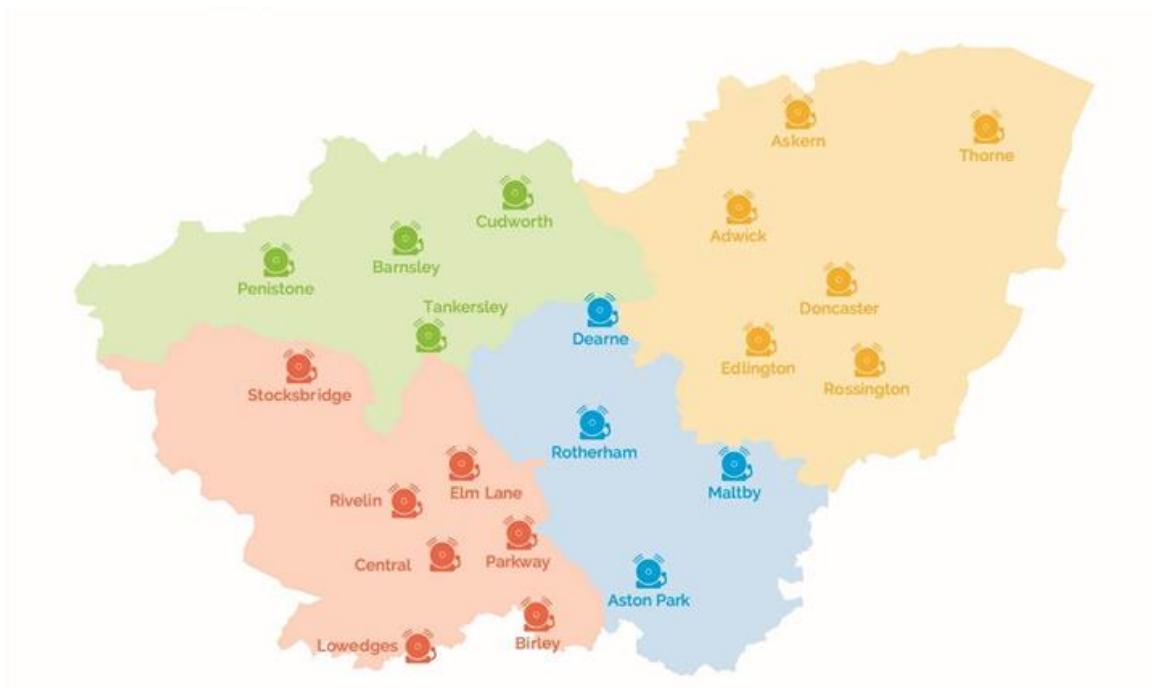 Askern
Thorne
Cudworth
Adwick
Barnsley
Penistone
Tankersley
Doncaster
Dearne
Edlington
Rossington
Stocksbridge
Rotherham
Elm Lane
Maltby
Rivelin
Parkway
Central
Aston Park
Birley
Lowedges